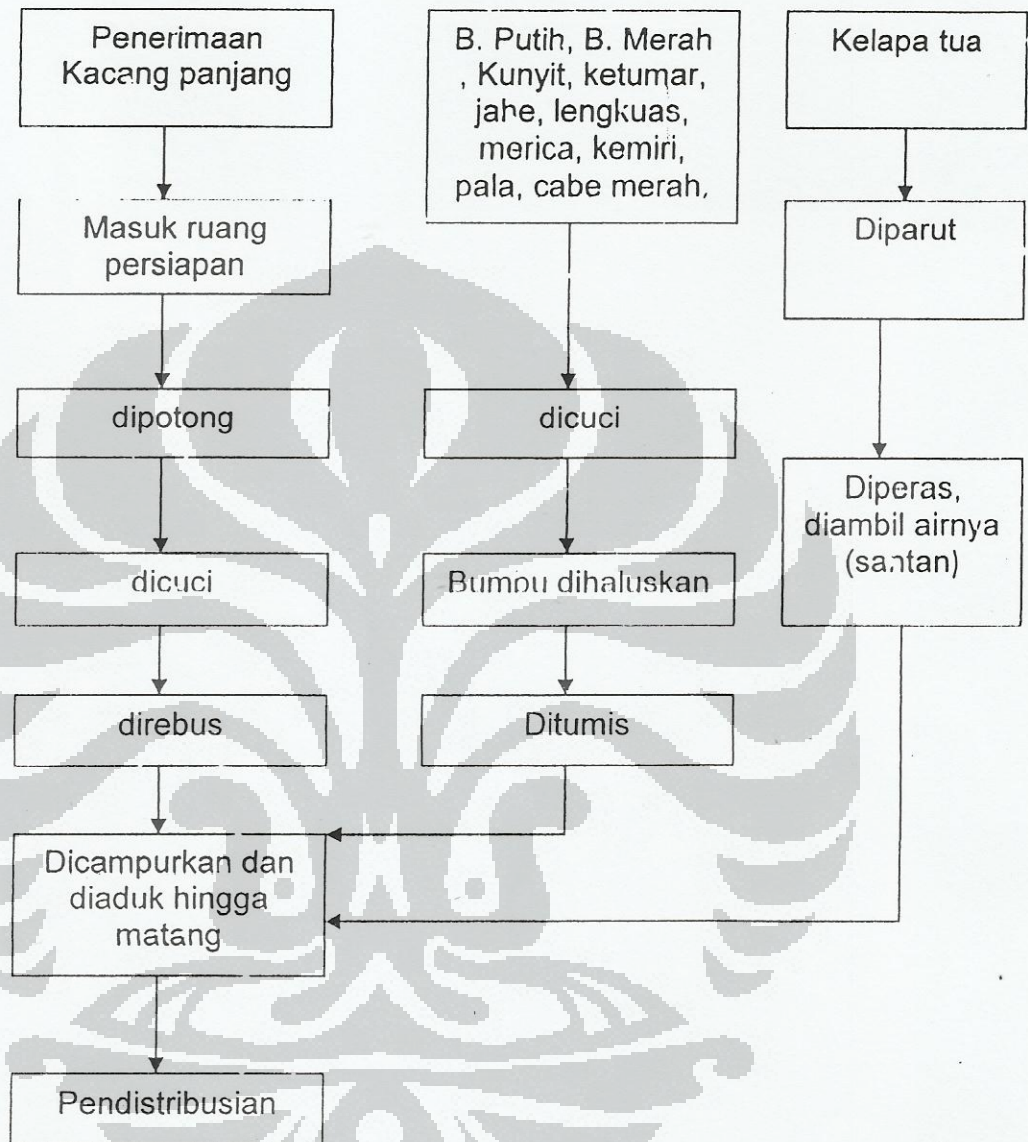 Penerimaan
Kacang panjang
B. Putih, B. Merah
, Kunyit, ketumar,
jahe, lengkuas,
merica, kemiri,
pala, cabe merah.
Kelapa tua
Masuk ruang
persiapan
Diparut
dipotong
dicuci
Diperas,
diambil airnya
(santan)
dicuci
Bumbu dihaluskan
direbus
Ditumis
Dicampurkan dan
diaduk hingga
matang
Pendistribusian